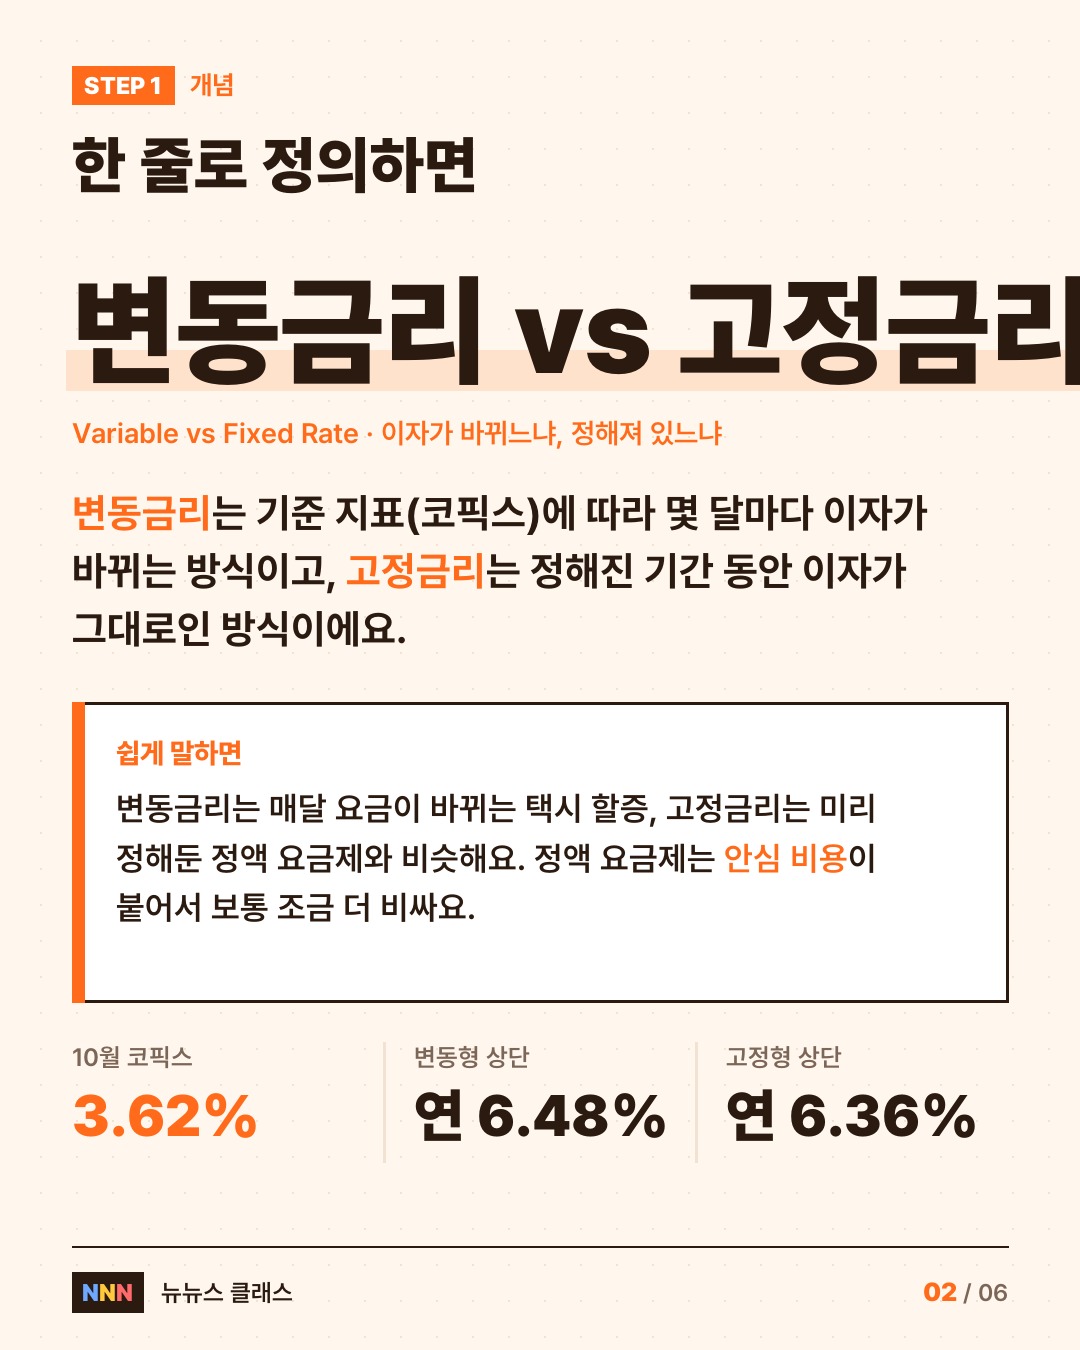 STEP 1 개념
한 줄로 정의하면
변동금리 vs 고정금리
Variable vs Fixed Rate · 이자가 바뀌느냐, 정해져 있느냐
변동금리는 기준 지표(코픽스)에 따라 몇 달마다 이자가
바뀌는 방식이고, 고정금리는 정해진 기간 동안 이자가
그대로인 방식이에요.
쉽게 말하면
변동금리는 매달 요금이 바뀌는 택시 할증, 고정금리는 미리
정해둔 정액 요금제와 비슷해요. 정액 요금제는 안심 비용이
붙어서 보통 조금 더 비싸요.
10월 코픽스
3.62%
변동형 상단
연 6.48%
고정형 상단
연 6.36%
NNN 뉴뉴스 클래스
02 / 06